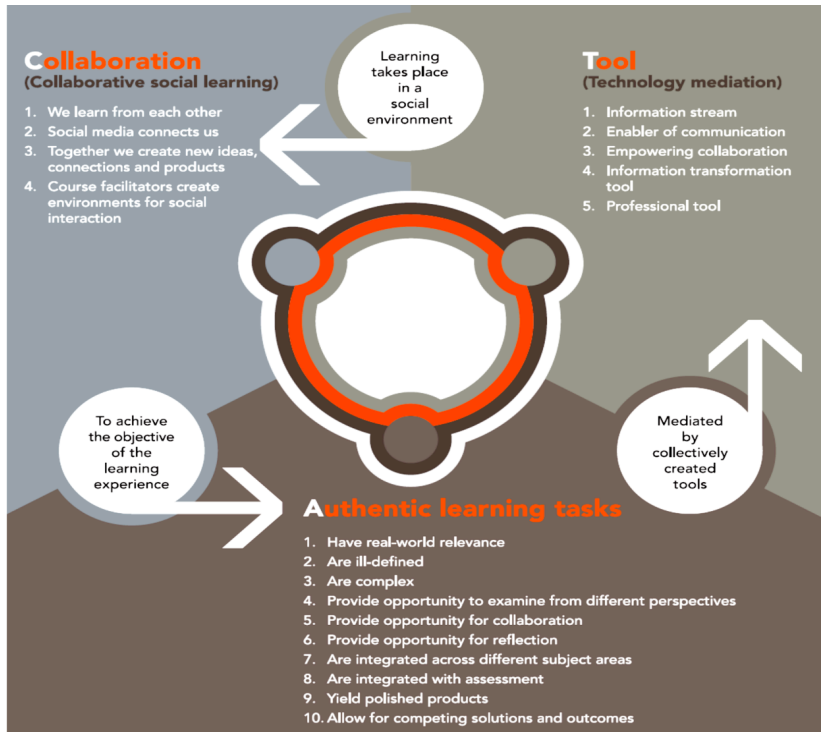 Collaboration
(Collaborative social learning)
1. We learn from each other
2. Social media connects us
3. Together we create new ideas,
connections and products
4. Course facilitators create
environments for social
interaction
Learning
takes place
in a
social
environment
Tool
(Technology mediation)
1. Information stream
2. Enabler of communication
3. Empowering collaboration
4. Information transformation
tool
5. Professional tool
To achieve
the objective
of the
learning
experience
Mediated
by
collectively
created
tools
Authentic learning tasks
1. Have real-world relevance
2. Are ill-defined
3. Are complex
4. Provide opportunity to examine from different perspectives
5. Provide opportunity for collaboration
6. Provide opportunity for reflection
7. Are integrated across different subject areas
8. Are integrated with assessment
9. Yield polished products
10. Allow for competing solutions and outcomes